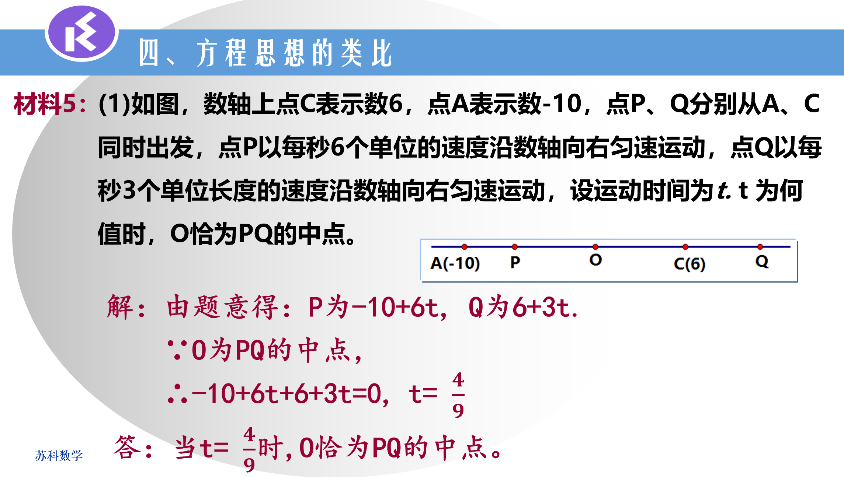 四、方程思想的类比
材料5：(1)如图，数轴上点C表示数6，点A表示数-10，点P、Q分别从A、C
同时出发，点P以每秒6个单位的速度沿数轴向右匀速运动，点Q以每
秒3个单位长度的速度沿数轴向右匀速运动，设运动时间为t. t 为何
值时，O恰为PQ的中点。
A(-10) P O C(6) Q
解：由题意得：P为-10+6t, Q为6+3t.
∵O为PQ的中点，
∴-10+6t+6+3t=0, t= 4/9
答：当t= 4/9时,O恰为PQ的中点。
苏科数学